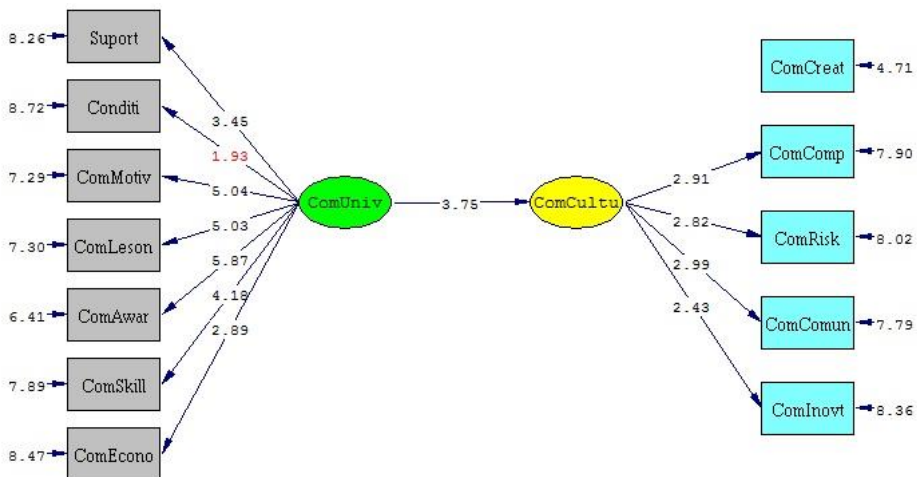 8.26 Suport
8.72 Conditi
7.29 ComMotiv
7.30 ComLeson
6.41 ComAwar
7.89 ComSkill
8.47 ComEcono
3.45
1.93
5.04
5.03
5.87
4.18
2.89
ComUniv
3.75
ComCultu
2.91
2.82
2.99
2.43
ComCreat 4.71
ComComp 7.90
ComRisk 8.02
ComComun 7.79
ComInovt 8.36